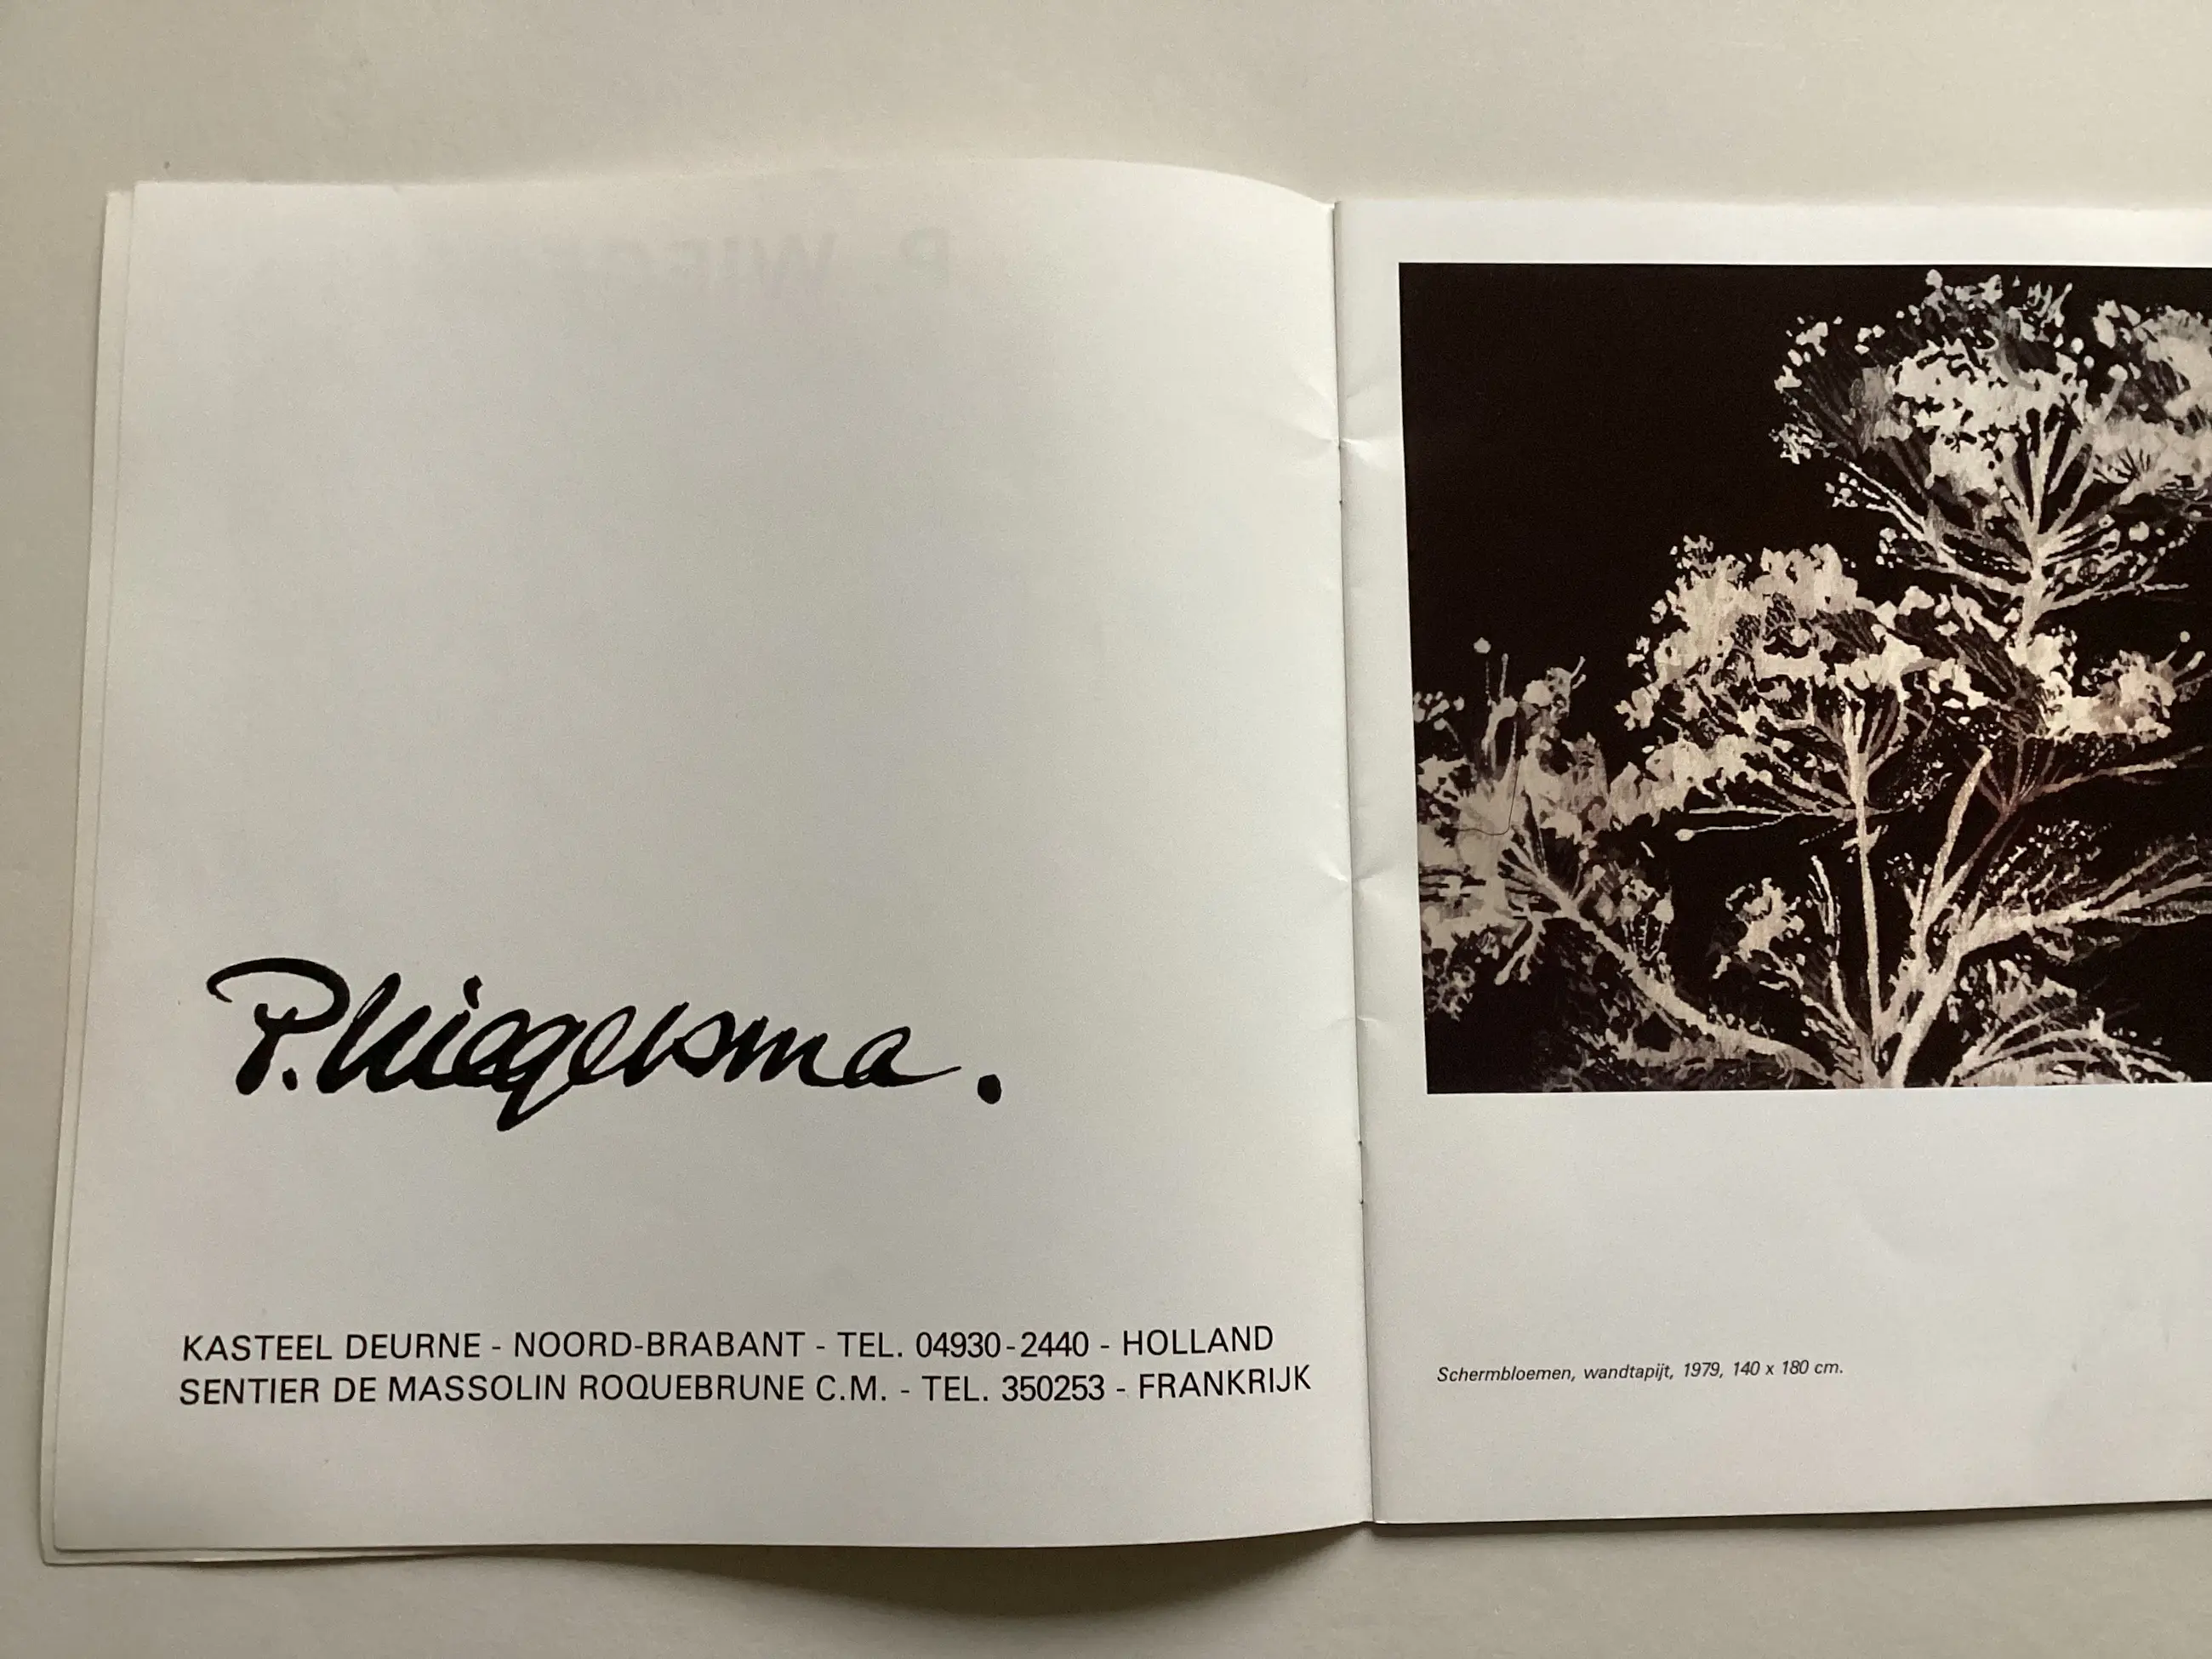 P. Wiegersma.
KASTEEL DEURNE - NOORD-BRABANT - TEL. 04930-2440 - HOLLAND
SENTIER DE MASSOLIN ROQUEBRUNE C.M. - TEL. 350253 - FRANKRIJK
Schermbloemen, wandtapijt, 1979, 140 x 180 cm.